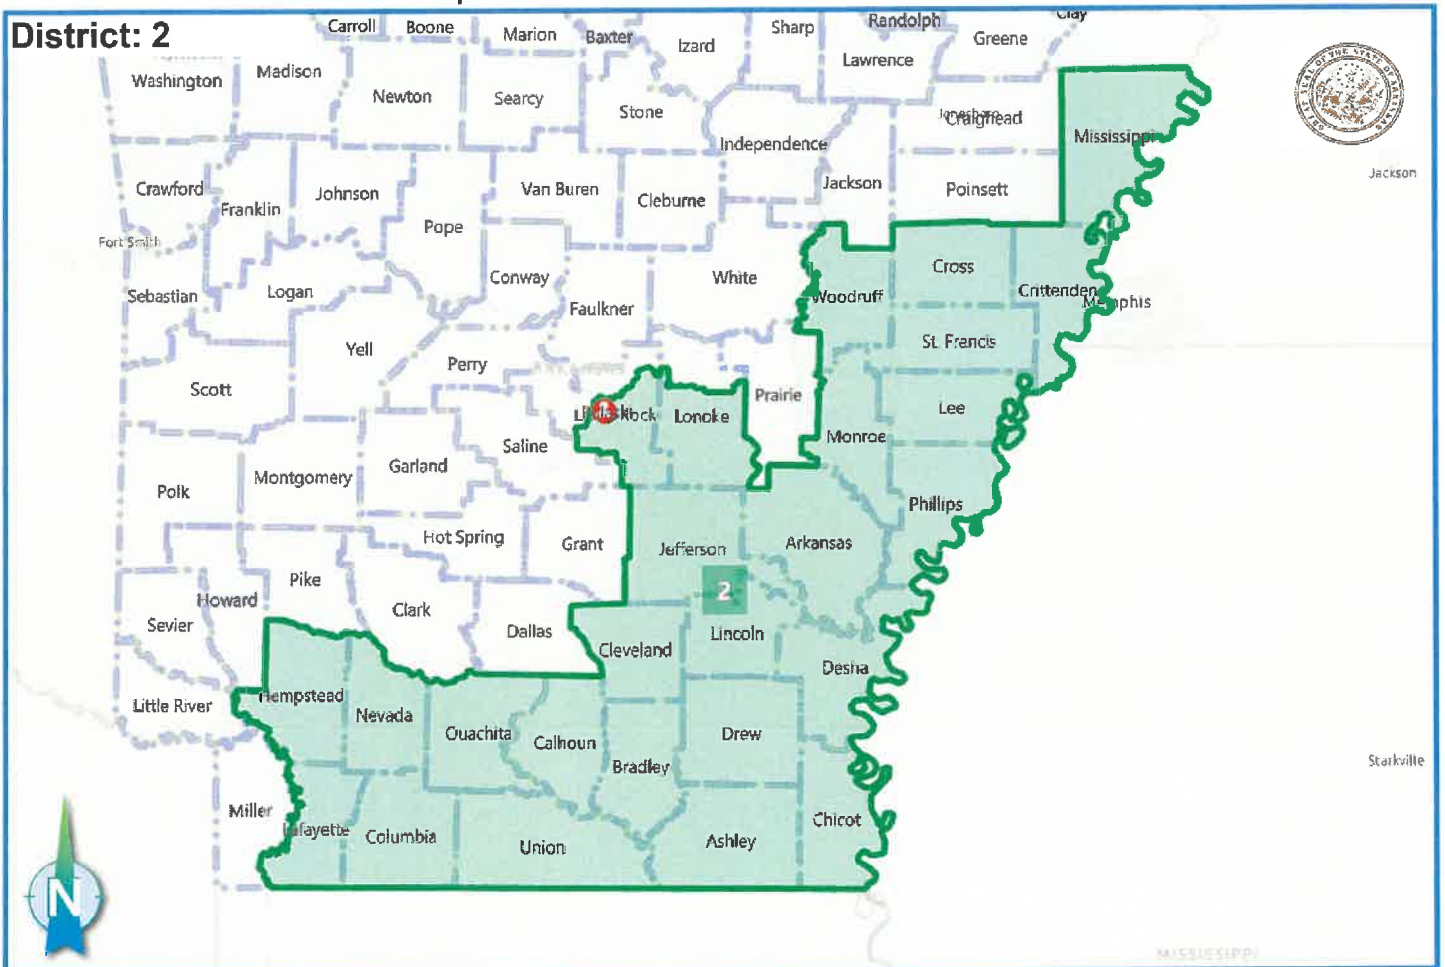 District: 2
Carroll
Boone
Marion
Baxter
Izard
Sharp
Randolph
Clay
Greene
Lawrence
Washington
Madison
Newton
Searcy
Stone
Independence
Jonesboro
Craighead
Mississippi
Jackson
Crawford
Franklin
Johnson
Pope
Van Buren
Cleburne
Jackson
Poinsett
Fort Smith
Sebastian
Logan
Conway
Faulkner
White
Woodruff
Cross
Crittenden
Memphis
Yell
Perry
St. Francis
Scott
Prairie
Lonoke
Lee
Saline
Monroe
Polk
Montgomery
Garland
Phillips
Hot Spring
Grant
Jefferson
Arkansas
2
Pike
Howard
Sevier
Clark
Dallas
Lincoln
Cleveland
Desha
Little River
Hempstead
Nevada
Ouachita
Calhoun
Drew
Bradley
Starkville
Miller
Lafayette
Columbia
Union
Ashley
Chicot
N
MISSISSIPPI